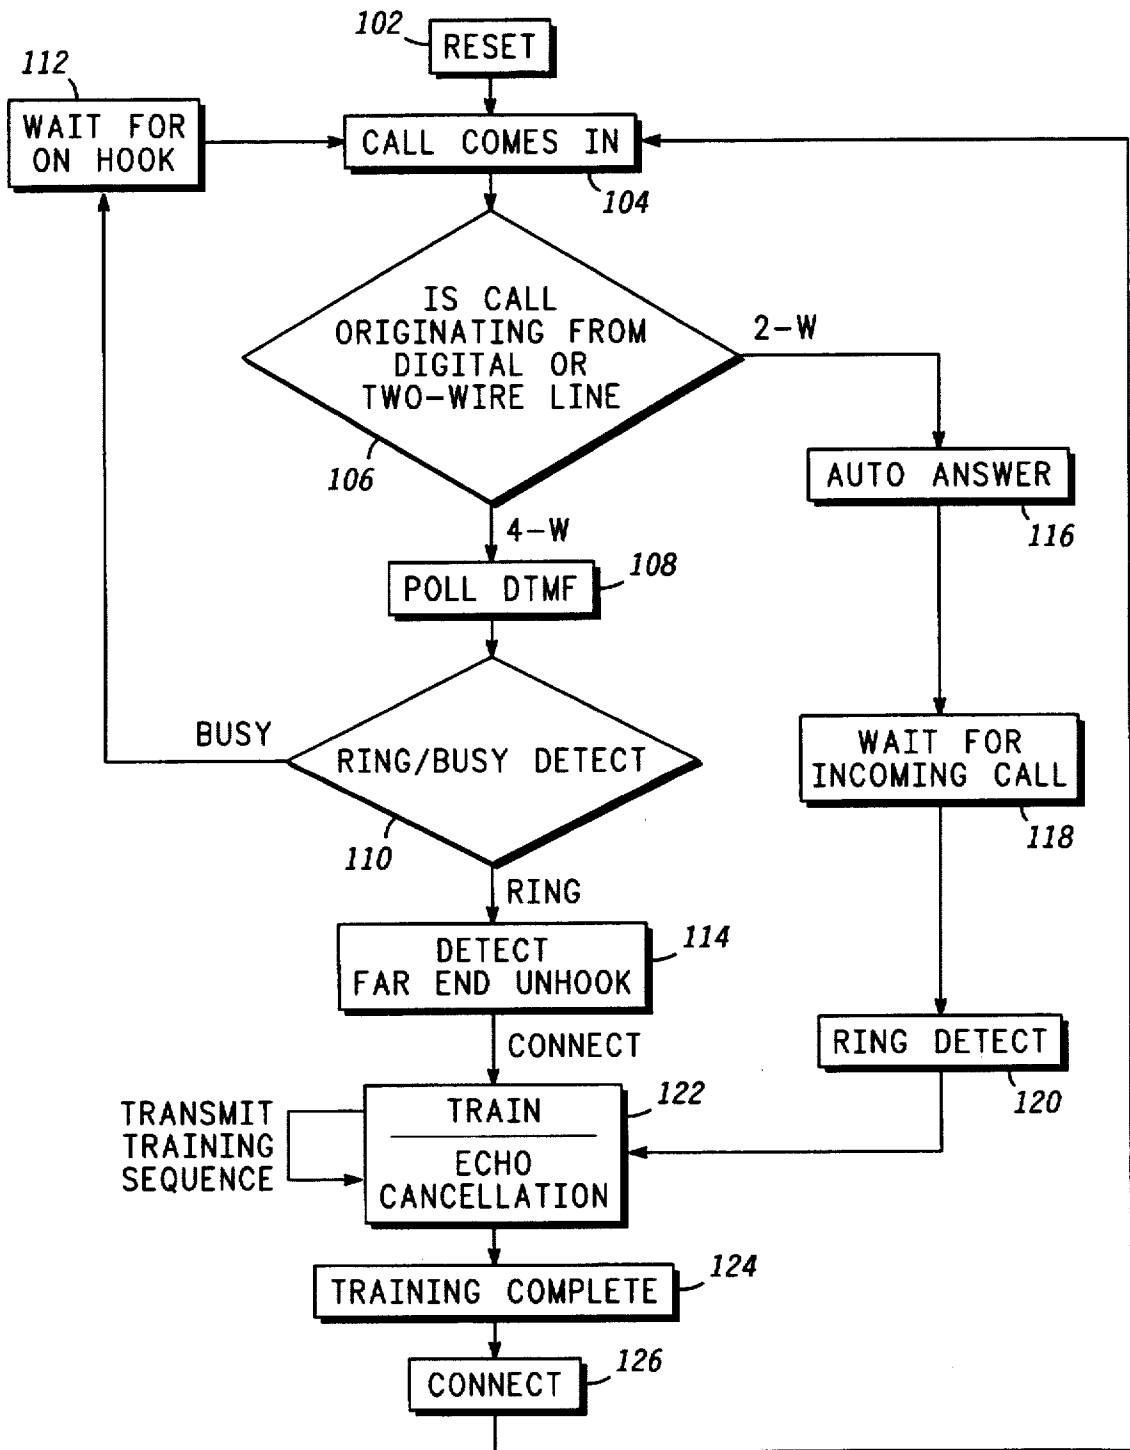 102
RESET
112
WAIT FOR
ON HOOK
CALL COMES IN
104
IS CALL
ORIGINATING FROM
DIGITAL OR
TWO-WIRE LINE
106
2-W
4-W
AUTO ANSWER
116
POLL DTMF
108
BUSY
RING/BUSY DETECT
110
WAIT FOR
INCOMING CALL
118
RING
DETECT
FAR END UNHOOK
114
CONNECT
RING DETECT
120
TRANSMIT
TRAINING
SEQUENCE
TRAIN
ECHO
CANCELLATION
122
TRAINING COMPLETE
124
CONNECT
126